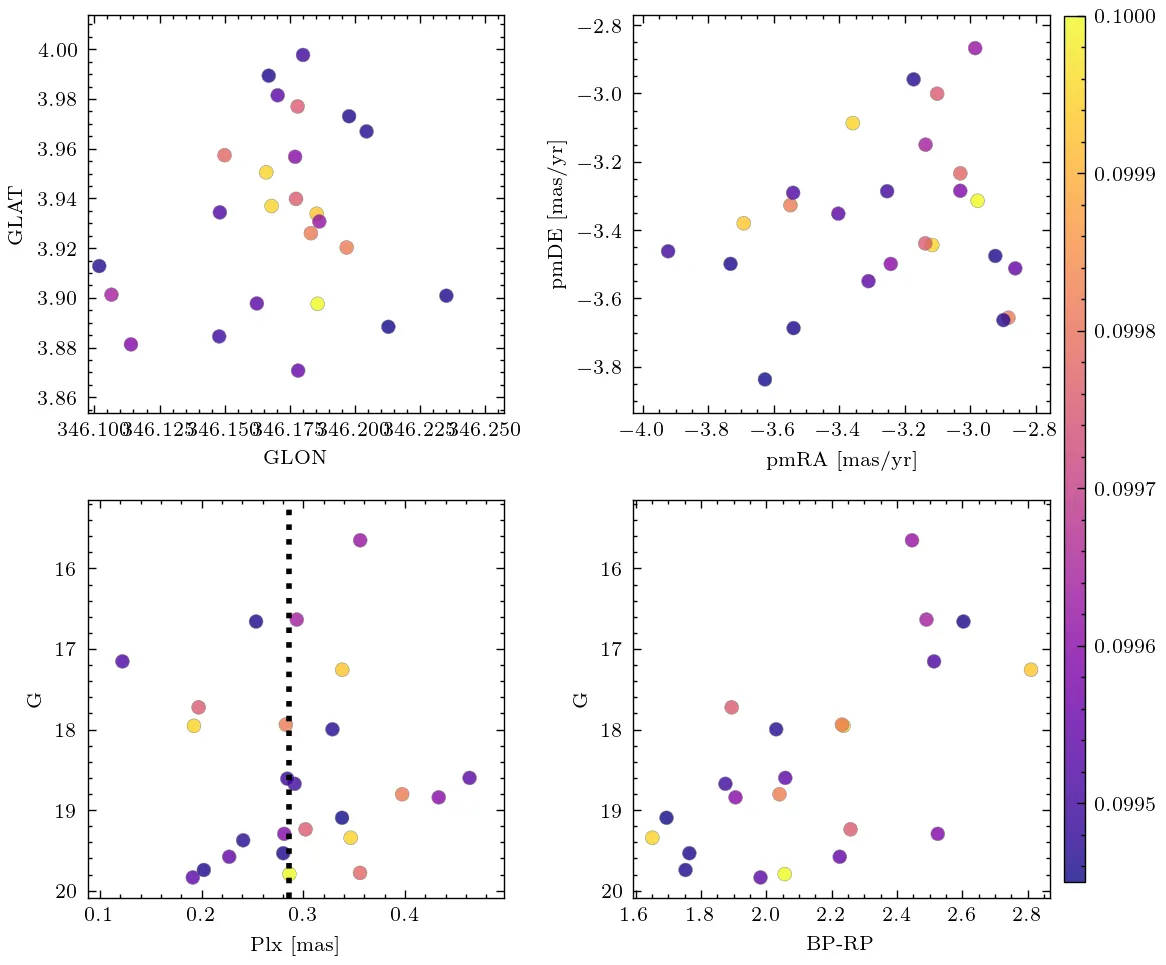 4.00
3.98
3.96
3.94
3.92
3.90
3.88
3.86
GLAT
346.100 346.125 346.150 346.175 346.200 346.225 346.250
GLON
−2.8
−3.0
−3.2
−3.4
−3.6
−3.8
pmDE [mas/yr]
−4.0 −3.8 −3.6 −3.4 −3.2 −3.0 −2.8
pmRA [mas/yr]
16
17
18
19
20
G
0.1 0.2 0.3 0.4
Plx [mas]
16
17
18
19
20
G
1.6 1.8 2.0 2.2 2.4 2.6 2.8
BP-RP
0.1000
0.0999
0.0998
0.0997
0.0996
0.0995